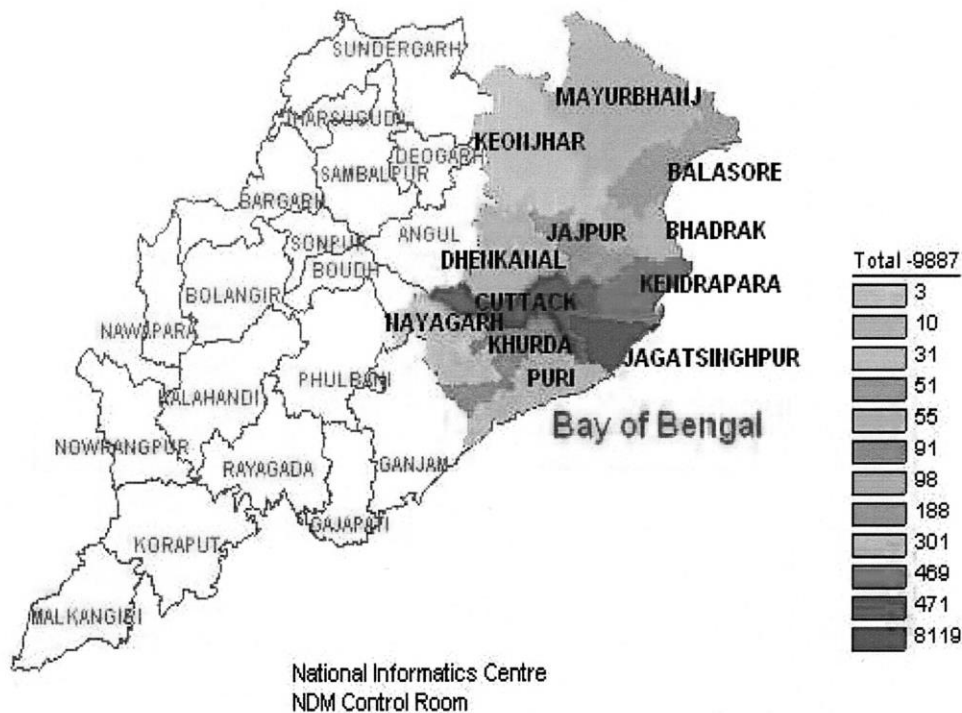 SUNDERGARH
MAYURBHANJ
JHARSUGUDA
KEONJHAR
DEOGARH
SAMBALPUR
BALASORE
BARGARH
SONPUR
ANGUL
JAJPUR
BHADRAK
DHENKANAL
BOUDH
KENDRAPARA
BOLANGIR
CUTTACK
NAWAPARA
NAYAGARH
KHURDA
JAGATSINGHPUR
PHULBANI
PURI
KALAHANDI
Bay of Bengal
NOWRANGPUR
RAYAGADA
GANJAM
GAJAPATI
KORAPUT
MALKANGIRI
Total -9887
3
10
31
51
55
91
98
188
301
469
471
8119
National Informatics Centre
NDM Control Room